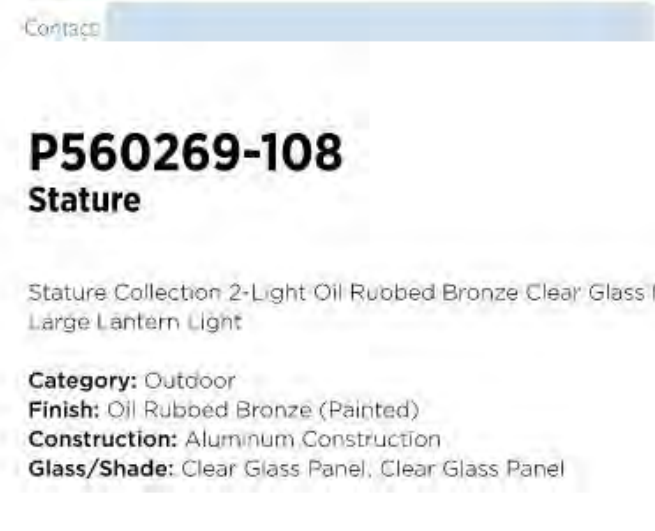 Contact
P560269-108
Stature
Stature Collection 2-Light Oil Rubbed Bronze Clear Glass
Large Lantern Light
Category: Outdoor
Finish: Oil Rubbed Bronze (Painted)
Construction: Aluminum Construction
Glass/Shade: Clear Glass Panel, Clear Glass Panel